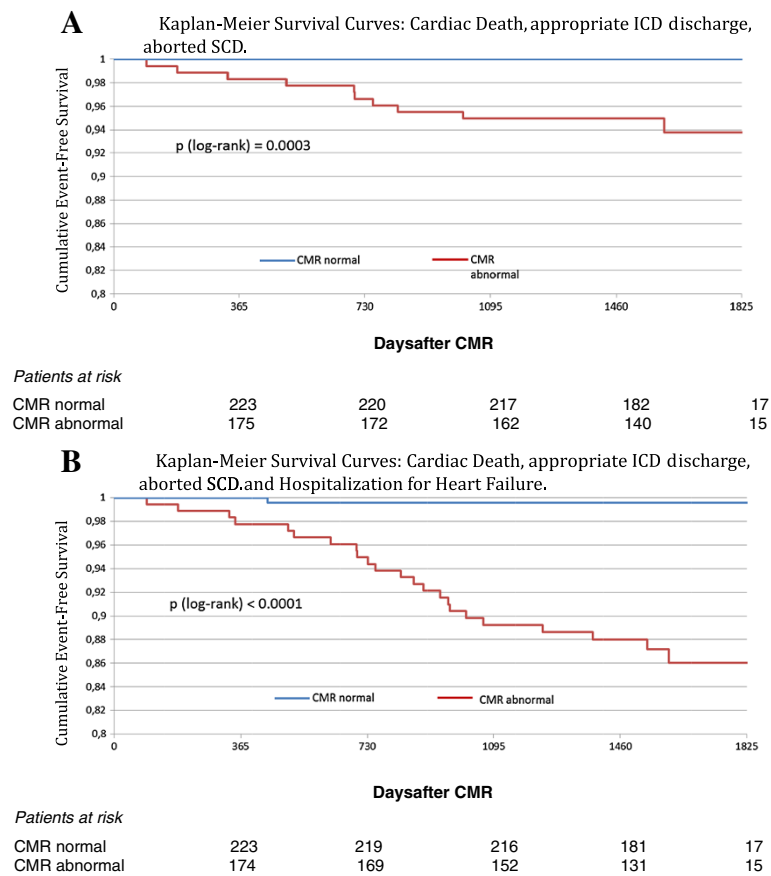 A
Kaplan-Meier Survival Curves: Cardiac Death, appropriate ICD discharge,
aborted SCD.
Cumulative Event-Free Survival
1
0,98
0,96
0,94
0,92
0,9
0,88
0,86
0,84
0,82
0,8
p (log-rank) = 0.0003
CMR normal
CMR
abnormal
0 365 730 1095 1460 1825
Daysafter CMR
Patients at risk
CMR normal 223 220 217 182 17
CMR abnormal 175 172 162 140 15
B
Kaplan-Meier Survival Curves: Cardiac Death, appropriate ICD discharge,
aborted SCD.and Hospitalization for Heart Failure.
Cumulative Event-Free Survival
1
0,98
0,96
0,94
0,92
0,9
0,88
0,86
0,84
0,82
0,8
p (log-rank) < 0.0001
CMR normal CMR abnormal
0 365 730 1095 1460 1825
Daysafter CMR
Patients at risk
CMR normal 223 219 216 181 17
CMR abnormal 174 169 152 131 15